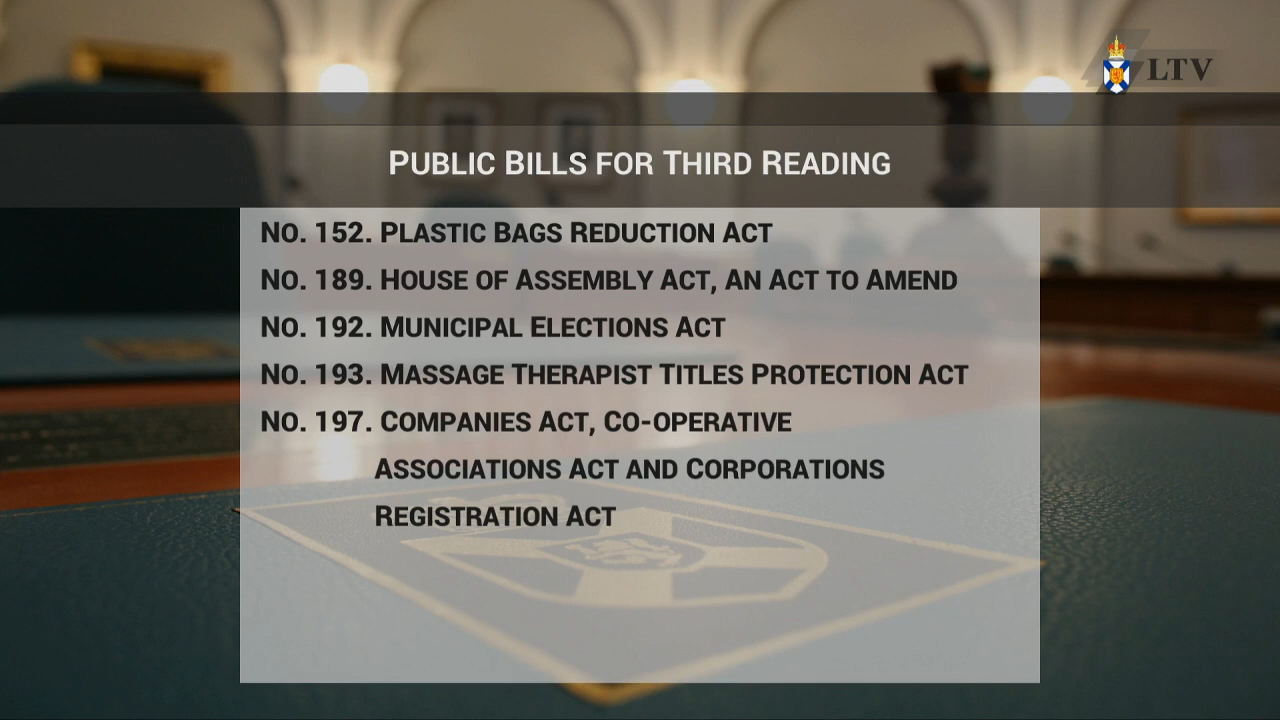 LTV
PUBLIC BILLS FOR THIRD READING
NO. 152. PLASTIC BAGS REDUCTION ACT
NO. 189. HOUSE OF ASSEMBLY ACT, AN ACT TO AMEND
NO. 192. MUNICIPAL ELECTIONS ACT
NO. 193. MASSAGE THERAPIST TITLES PROTECTION ACT
NO. 197. COMPANIES ACT, CO-OPERATIVE
ASSOCIATIONS ACT AND CORPORATIONS
REGISTRATION ACT